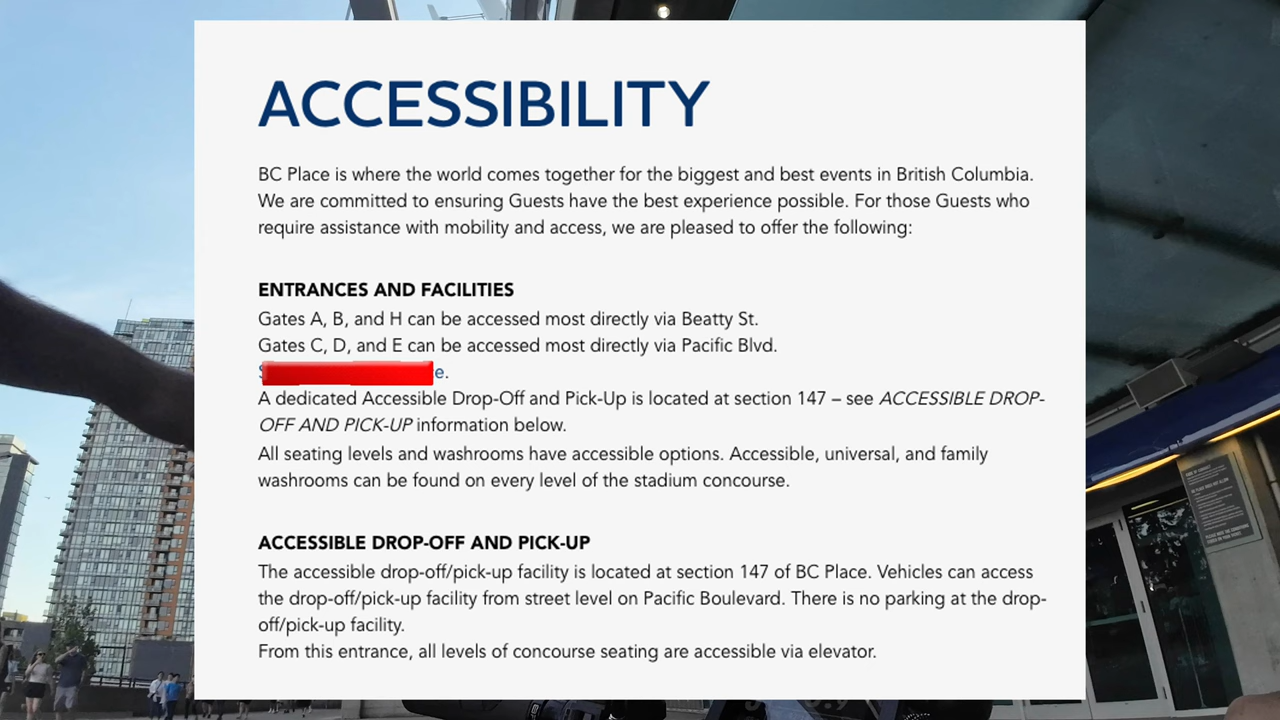 ACCESSIBILITY
BC Place is where the world comes together for the biggest and best events in British Columbia.
We are committed to ensuring Guests have the best experience possible. For those Guests who
require assistance with mobility and access, we are pleased to offer the following:
ENTRANCES AND FACILITIES
Gates A, B, and H can be accessed most directly via Beatty St.
Gates C, D, and E can be accessed most directly via Pacific Blvd.
A dedicated Accessible Drop-Off and Pick-Up is located at section 147 – see ACCESSIBLE DROP-
OFF AND PICK-UP information below.
All seating levels and washrooms have accessible options. Accessible, universal, and family
washrooms can be found on every level of the stadium concourse.
ACCESSIBLE DROP-OFF AND PICK-UP
The accessible drop-off/pick-up facility is located at section 147 of BC Place. Vehicles can access
the drop-off/pick-up facility from street level on Pacific Boulevard. There is no parking at the drop-
off/pick-up facility.
From this entrance, all levels of concourse seating are accessible via elevator.